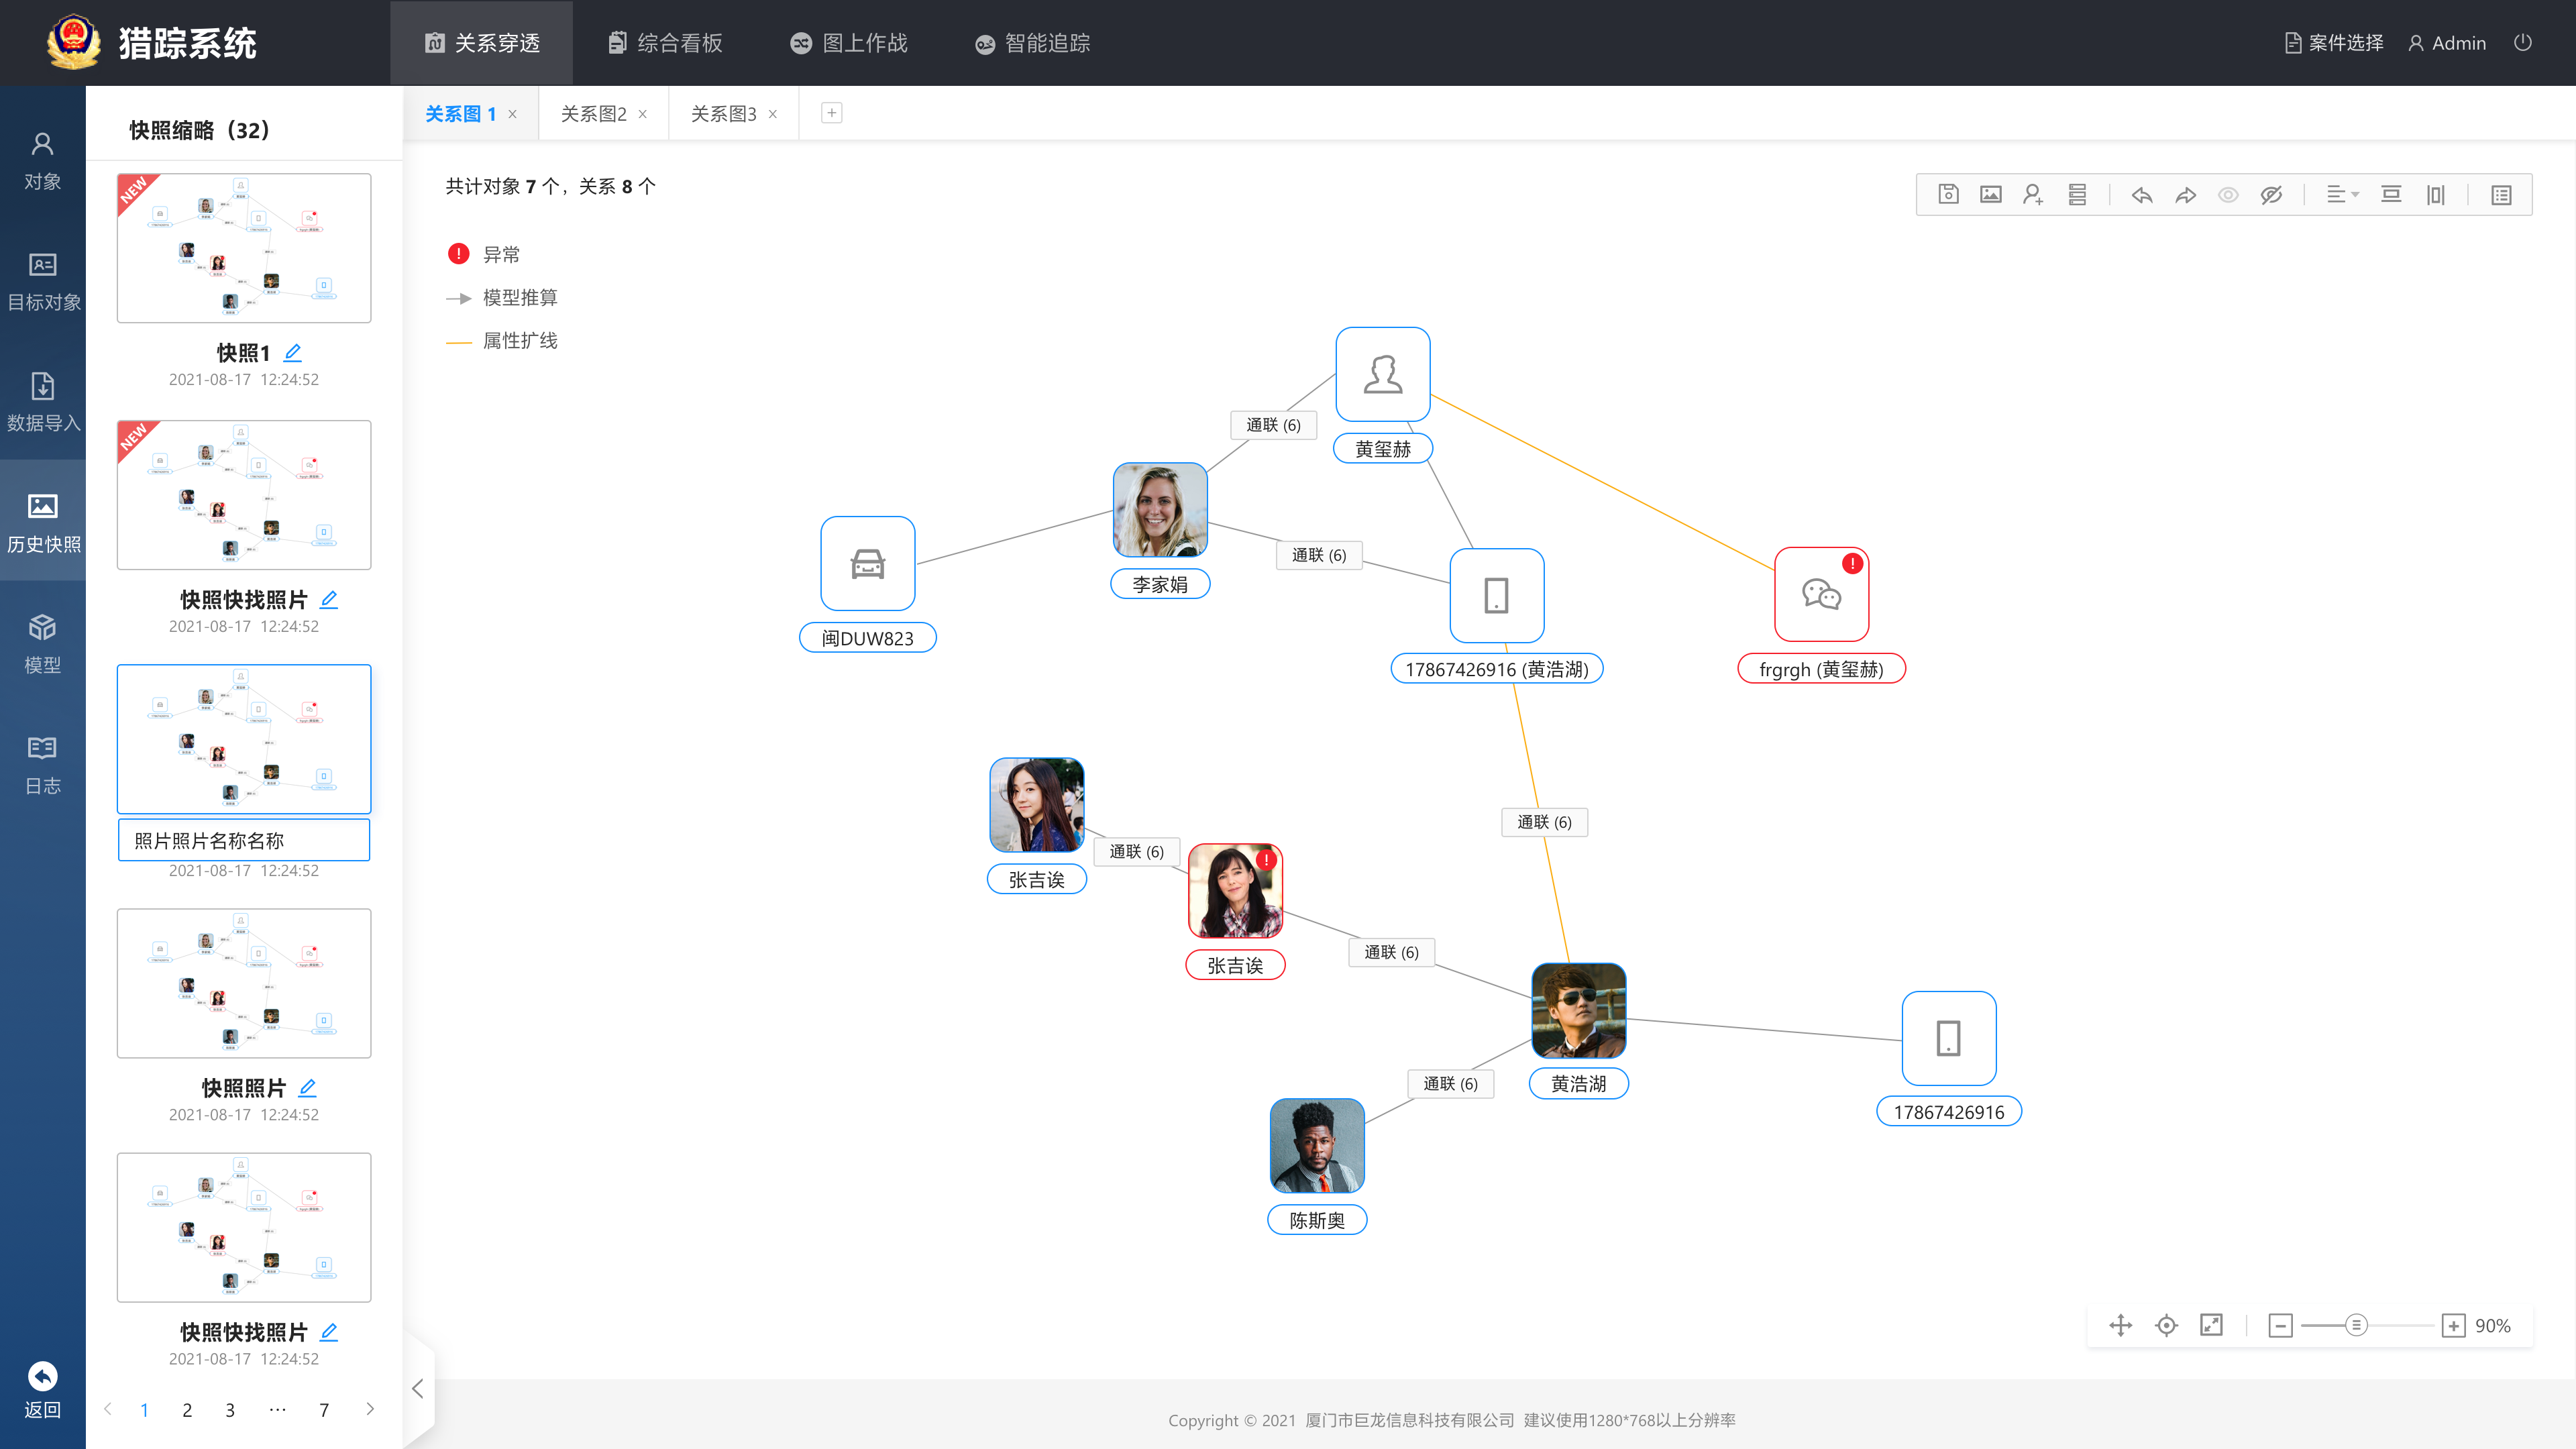 猎踪系统
关系穿透
综合看板
图上作战
智能追踪
案件选择
Admin
对象
目标对象
数据导入
历史快照
模型
日志
返回
快照缩略（32）
NEW
快照1
2021-08-17 12:24:52
NEW
快照快找照片
2021-08-17 12:24:52
照片照片名称名称
2021-08-17 12:24:52
快照照片
2021-08-17 12:24:52
快照快找照片
2021-08-17 12:24:52
1 2 3 ··· 7
关系图 1
关系图2
关系图3
共计对象 7 个，关系 8 个
异常
模型推算
属性扩线
黄玺赫
通联 (6)
李家娟
通联 (6)
闽DUW823
17867426916 (黄浩湖)
frgrgh (黄玺赫)
通联 (6)
张吉诶
通联 (6)
张吉诶
通联 (6)
黄浩湖
通联 (6)
17867426916
陈斯奥
90%
Copyright © 2021 厦门市巨龙信息科技有限公司 建议使用1280*768以上分辨率